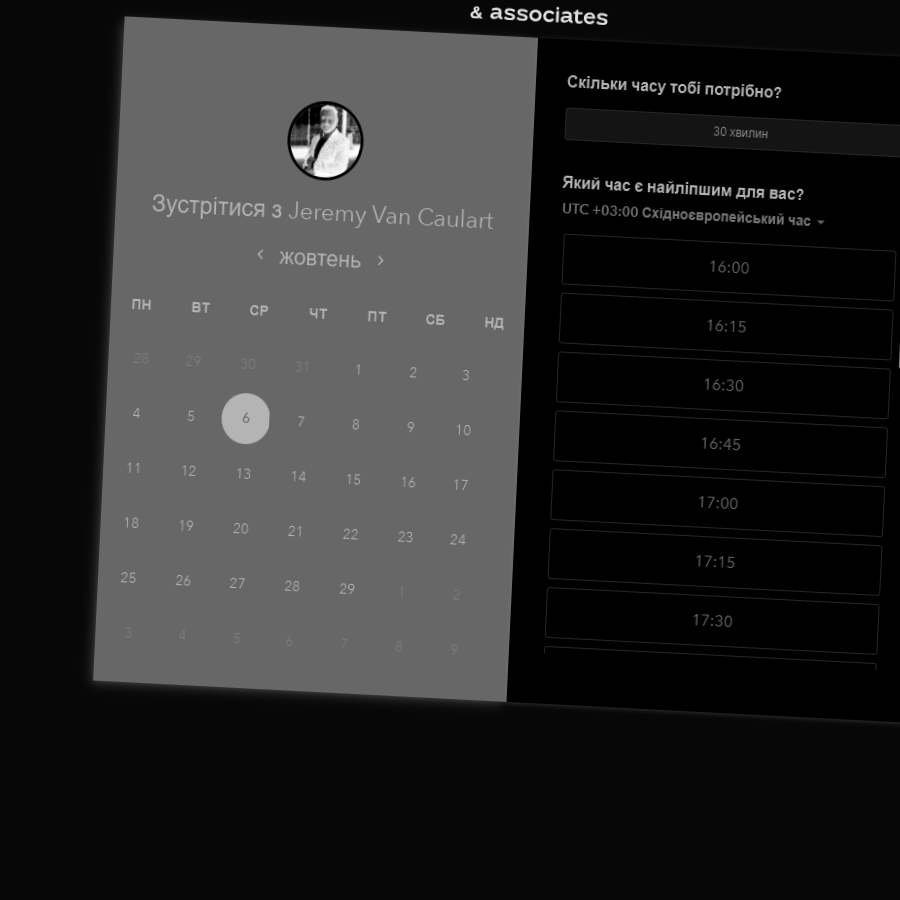 & associates
Зустрітися з Jeremy Van Caulart
‹ жовтень ›
ПН ВТ СР ЧТ ПТ СБ НД
28 29 30 31 1 2 3
4 5 6 7 8 9 10
11 12 13 14 15 16 17
18 19 20 21 22 23 24
25 26 27 28 29 1 2
3 4 5 6 7 8 9
Скільки часу тобі потрібно?
30 хвилин
Який час є найліпшим для вас?
UTC +03:00 Східноєвропейський час
16:00
16:15
16:30
16:45
17:00
17:15
17:30